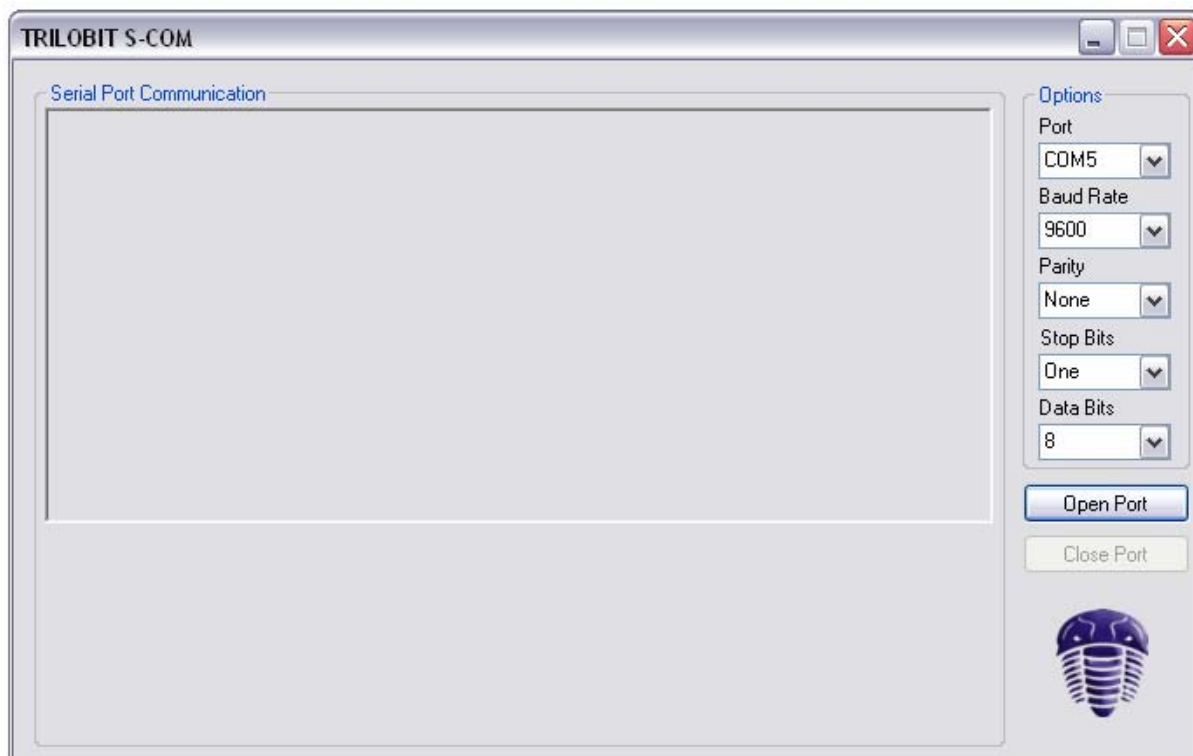 TRILOBIT S-COM
Serial Port Communication
Options
Port
COM5
Baud Rate
9600
Parity
None
Stop Bits
One
Data Bits
8
Open Port
Close Port